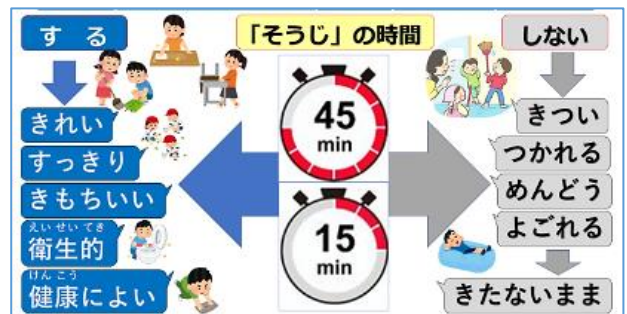 する
「そうじ」の時間
しない
きれい
すっきり
きもちいい
えいせいてき
衛生的
けんこう
健康によい
45
min
15
min
きつい
つかれる
めんどう
よごれる
きたないまま